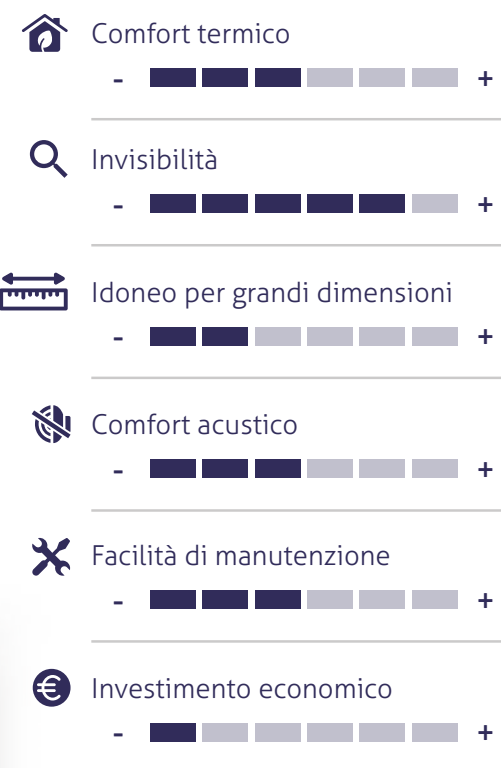 Comfort termico
- +
Invisibilità
- +
Idoneo per grandi dimensioni
- +
Comfort acustico
- +
Facilità di manutenzione
- +
Investimento economico
- +